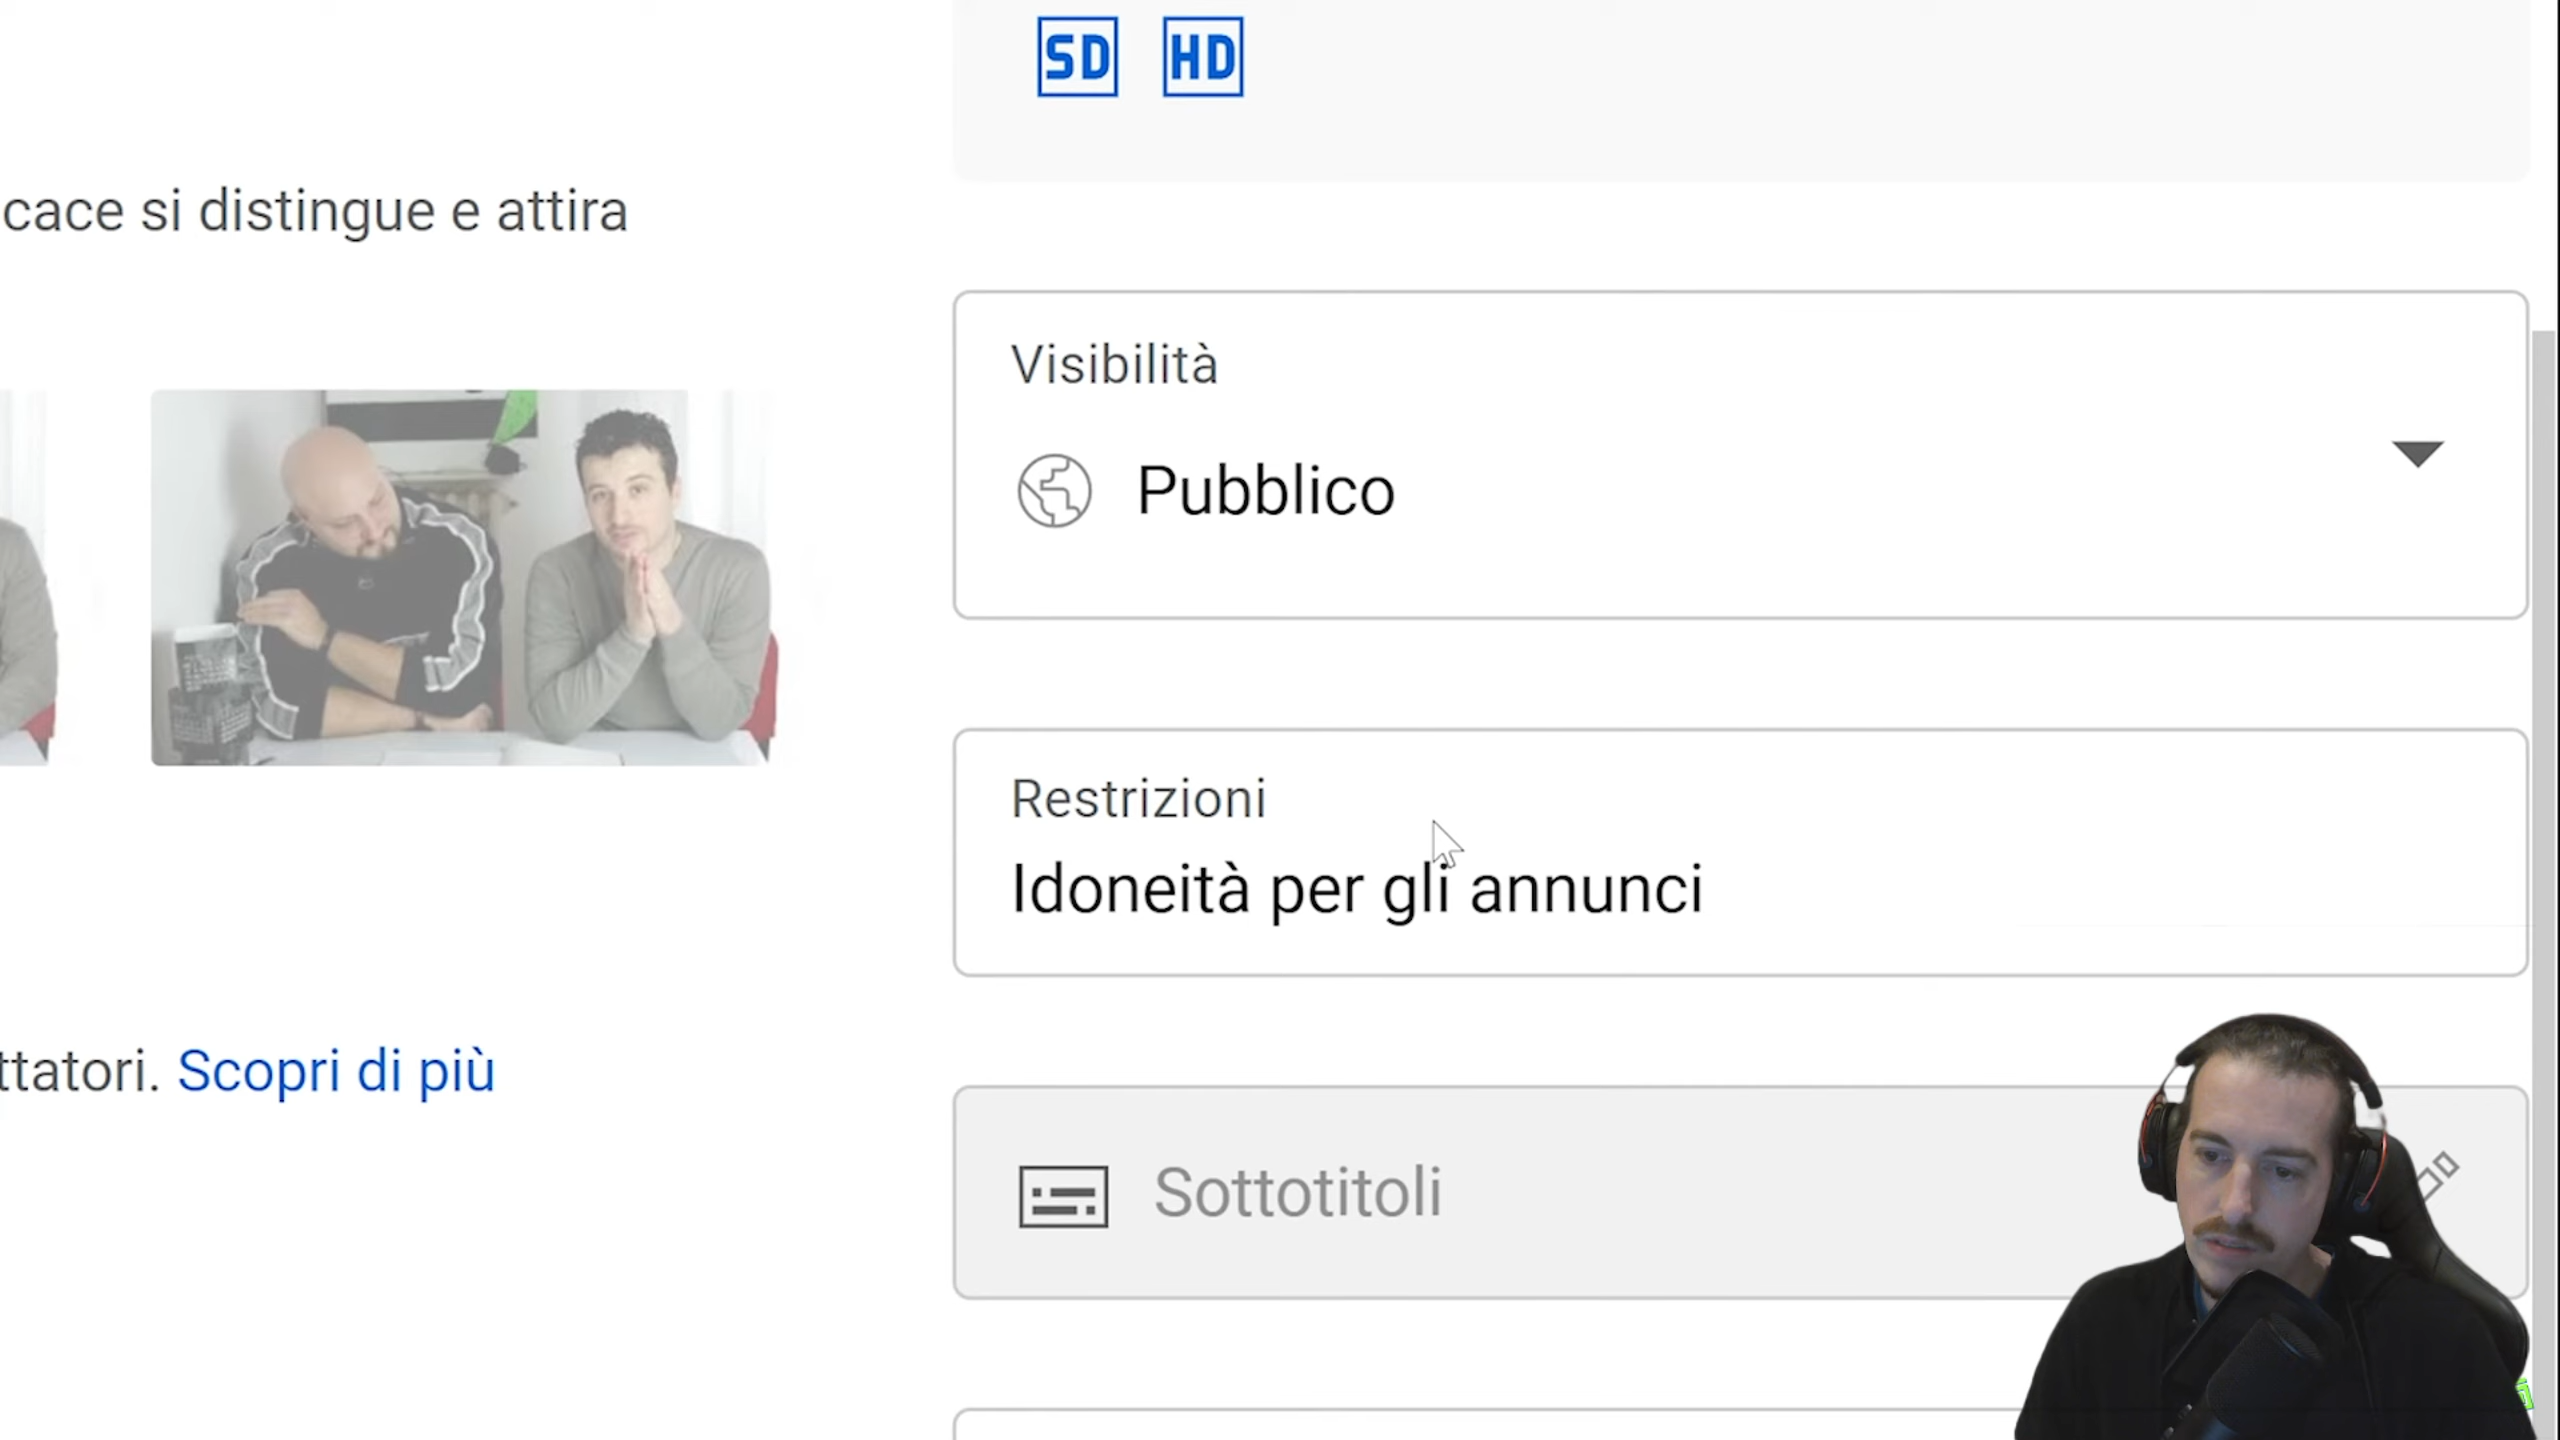 SD HD
cace si distingue e attira
Visibilità
Pubblico
Restrizioni
Idoneità per gli annunci
ttatori. Scopri di più
Sottotitoli